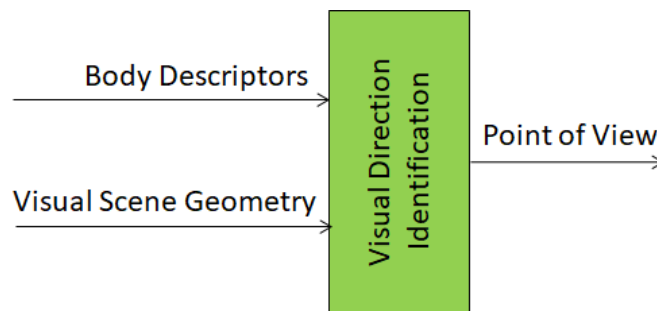 Body Descriptors
Visual Scene Geometry
Visual Direction
Identification
Point of View